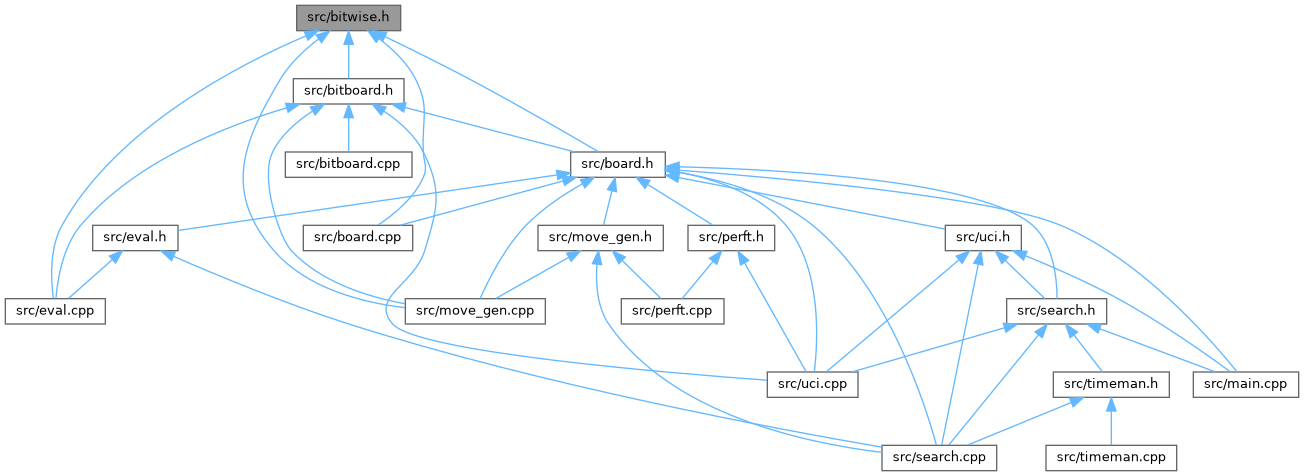 src/bitwise.h
src/bitboard.h
src/bitboard.cpp
src/board.h
src/eval.h
src/board.cpp
src/move_gen.h
src/perft.h
src/uci.h
src/eval.cpp
src/move_gen.cpp
src/perft.cpp
src/search.h
src/uci.cpp
src/timeman.h
src/main.cpp
src/search.cpp
src/timeman.cpp